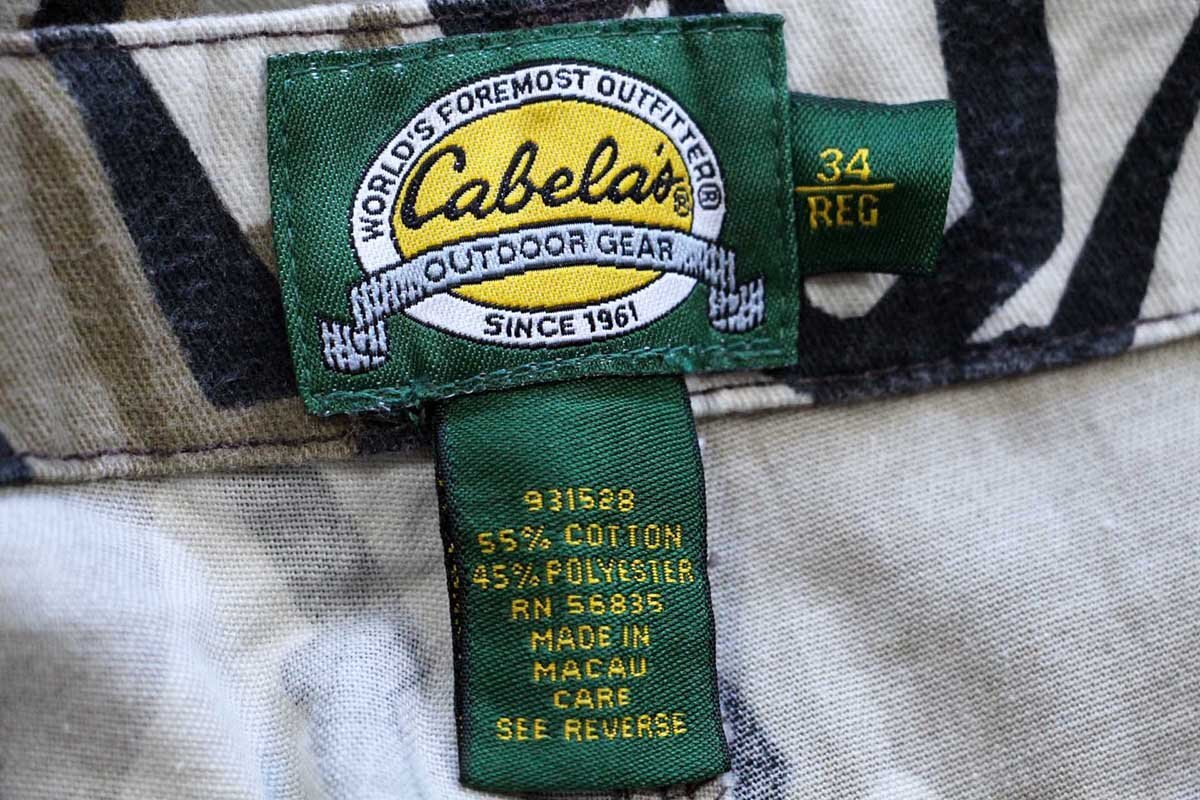 WORLD'S FOREMOST OUTFITTER®
Cabela's®
OUTDOOR GEAR
SINCE 1961
34
REG
931528
55% COTTON
45% POLYESTER
RN 56835
MADE IN
MACAU
CARE
SEE REVERSE